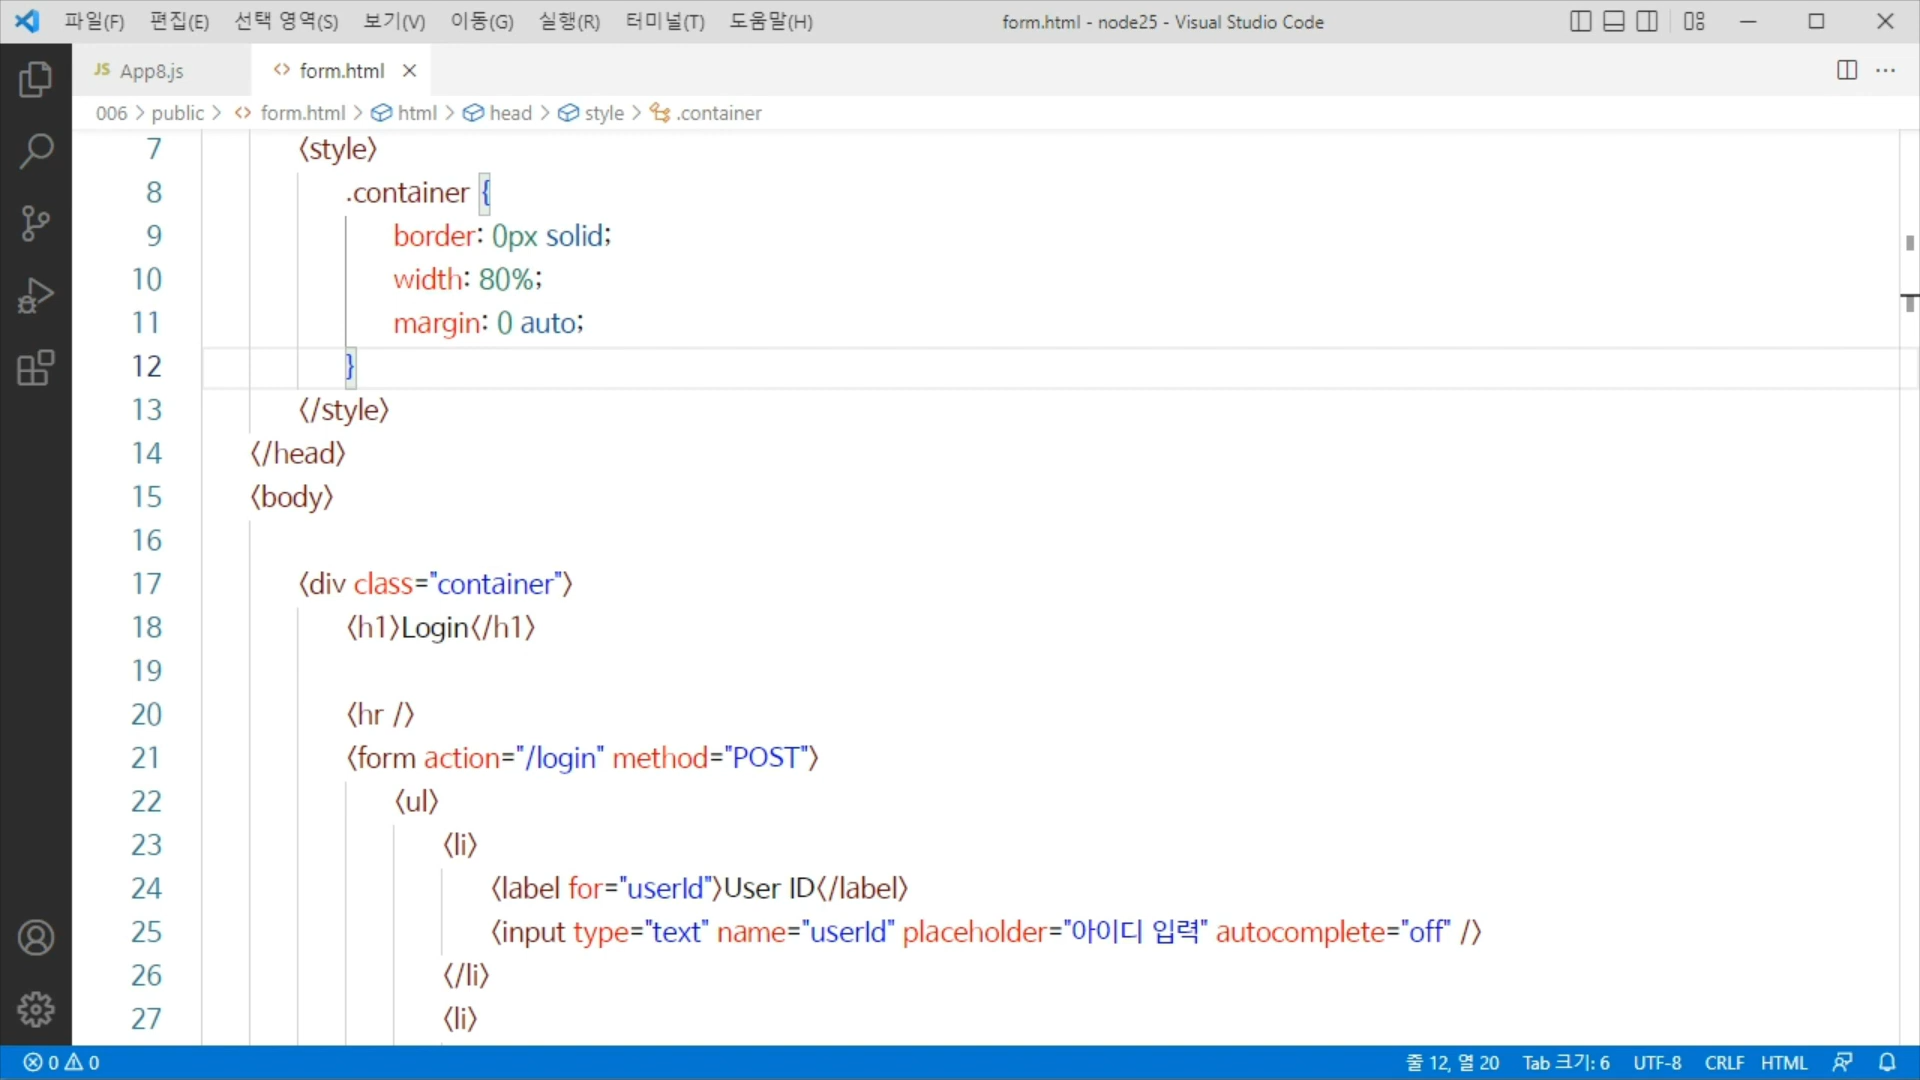 파일(F) 편집(E) 선택 영역(S) 보기(V) 이동(G) 실행(R) 터미널(T) 도움말(H) form.html - node25 - Visual Studio Code
JS App8.js form.html
006 > public > form.html > html > head > style > .container
7 <style>
8 .container {
9 border: 0px solid;
10 width: 80%;
11 margin: 0 auto;
12 }
13 </style>
14 </head>
15 <body>
16
17 <div class="container">
18 <h1>Login</h1>
19
20 <hr />
21 <form action="/login" method="POST">
22 <ul>
23 <li>
24 <label for="userId">User ID</label>
25 <input type="text" name="userId" placeholder="아이디 입력" autocomplete="off" />
26 </li>
27 <li>
0 0 줄 12, 열 20 Tab 크기: 6 UTF-8 CRLF HTML